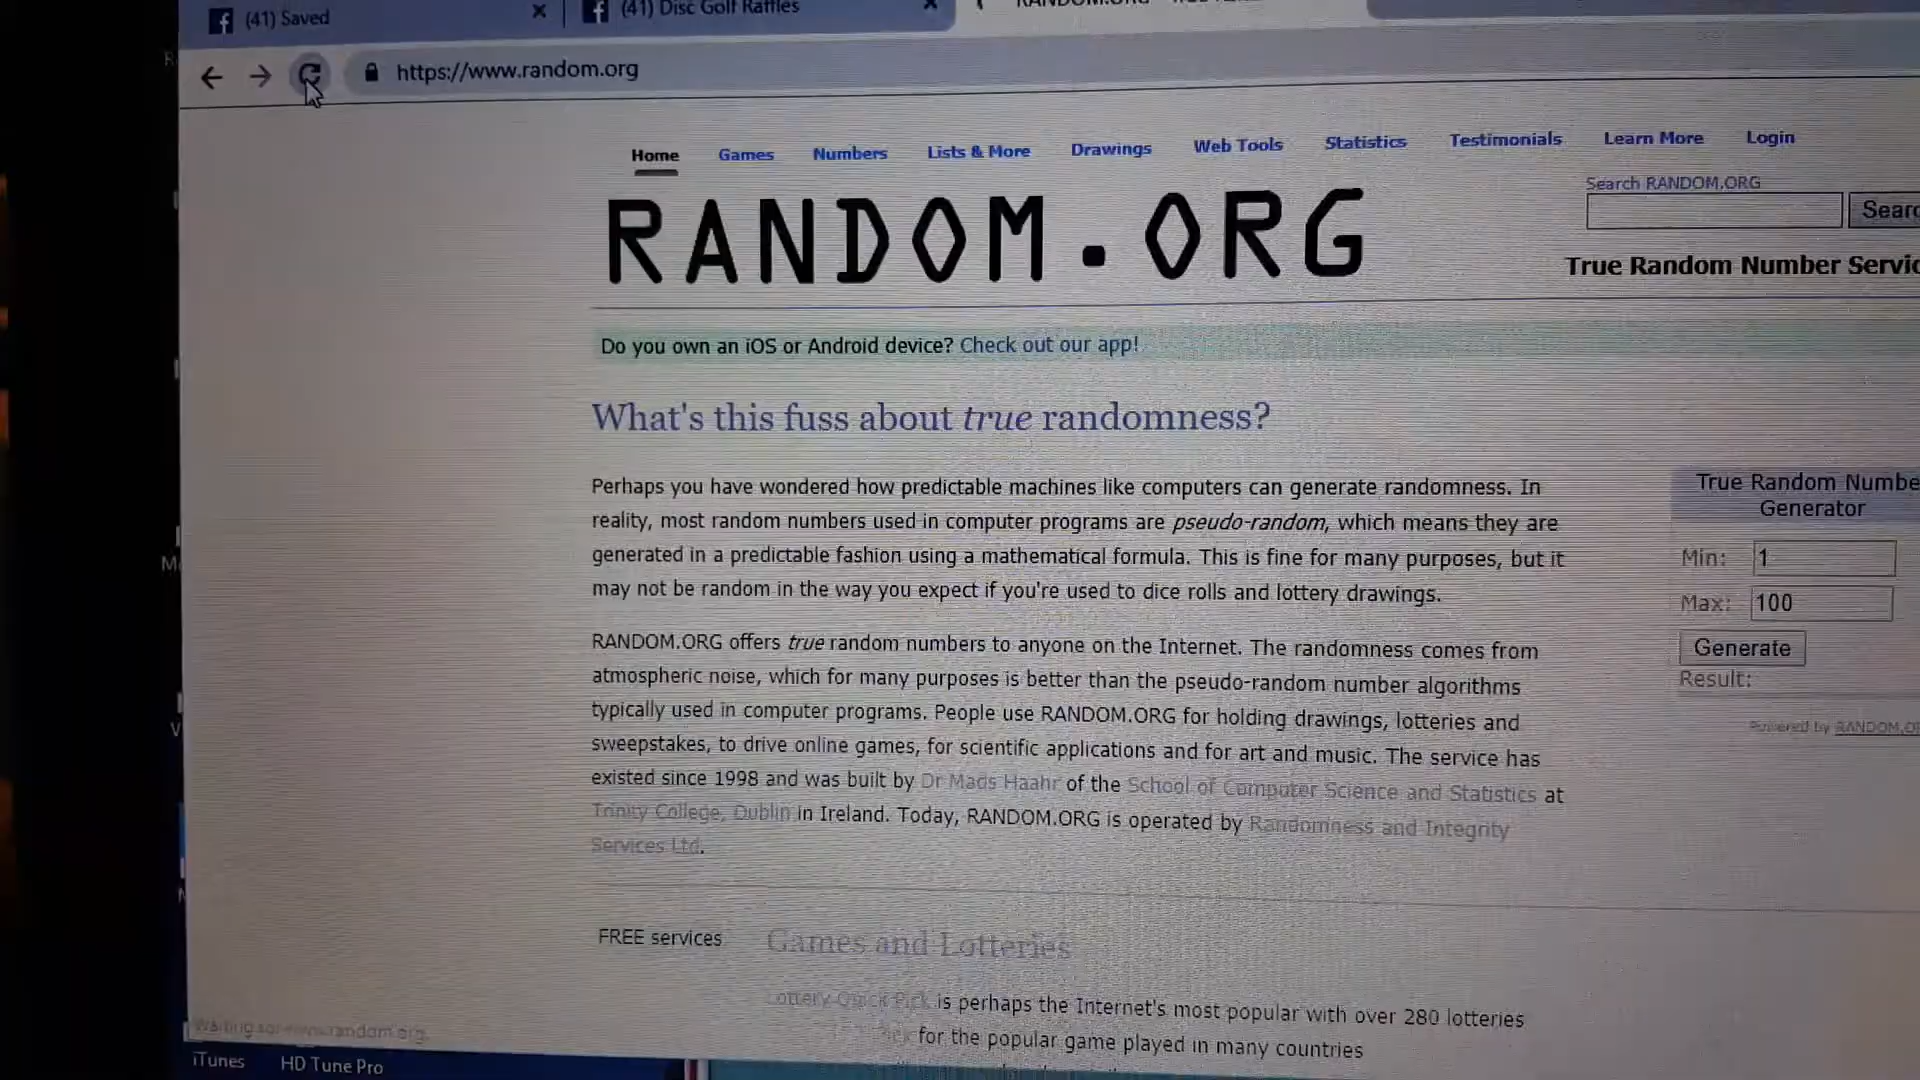 (41) Saved
(41) Disc Golf Raffles
https://www.random.org
Home Games Numbers Lists & More Drawings Web Tools Statistics Testimonials Learn More Login
Search RANDOM.ORG
RANDOM.ORG
True Random Number
Do you own an iOS or Android device? Check out our app!
What's this fuss about true randomness?
Perhaps you have wondered how predictable machines like computers can generate randomness. In
reality, most random numbers used in computer programs are pseudo-random, which means they are
generated in a predictable fashion using a mathematical formula. This is fine for many purposes, but it
may not be random in the way you expect if you're used to dice rolls and lottery drawings.
RANDOM.ORG offers true random numbers to anyone on the Internet. The randomness comes from
atmospheric noise, which for many purposes is better than the pseudo-random number algorithms
typically used in computer programs. People use RANDOM.ORG for holding drawings, lotteries and
sweepstakes, to drive online games, for scientific applications and for art and music. The service has
existed since 1998 and was built by Dr Mads Haahr of the School of Computer Science and Statistics at
Trinity College, Dublin in Ireland. Today, RANDOM.ORG is operated by Randomness and Integrity
Services Ltd.
True Random
Generator
Min: 1
Max: 100
Generate
Result:
Powered by
FREE services
Games and Lotteries
Lottery Quick Pick is perhaps the Internet's most popular with over 280 lotteries
for the popular game played in many countries
Waiting for www.random.org
iTunes
HD Tune Pro